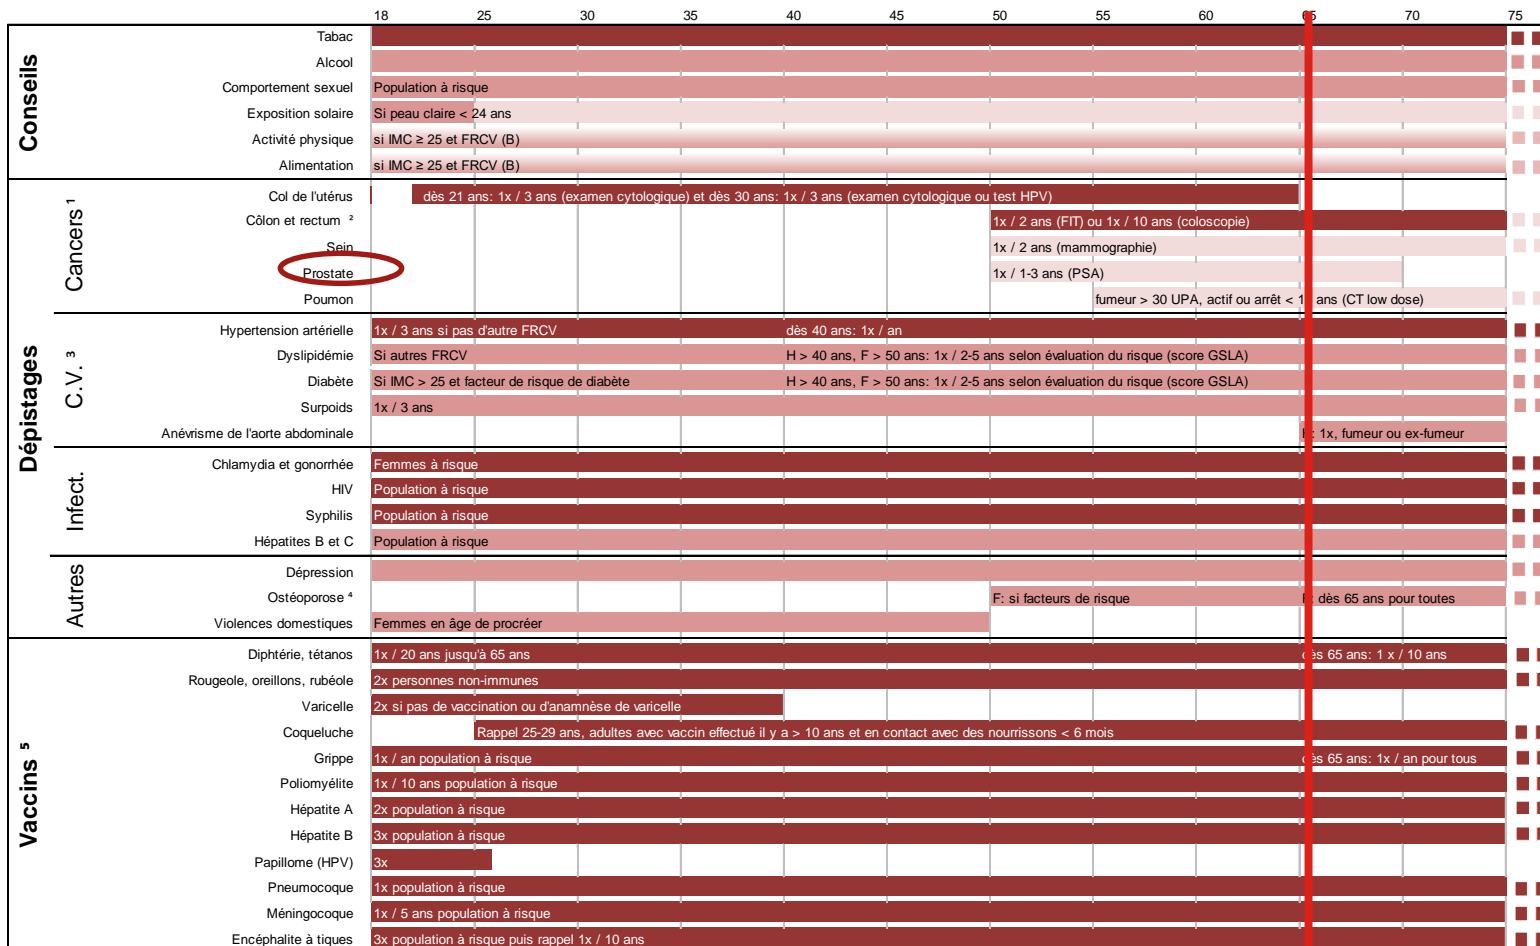 18 25 30 35 40 45 50 55 60 65 70 75
Conseils
Tabac
Alcool
Comportement sexuel Population à risque
Exposition solaire Si peau claire < 24 ans
Activité physique si IMC ≥ 25 et FRCV (B)
Alimentation si IMC ≥ 25 et FRCV (B)
Dépistages
Cancers ¹
Col de l'utérus dès 21 ans: 1x / 3 ans (examen cytologique) et dès 30 ans: 1x / 3 ans (examen cytologique ou test HPV)
Côlon et rectum ² 1x / 2 ans (FIT) ou 1x / 10 ans (coloscopie)
Sein 1x / 2 ans (mammographie)
Prostate 1x / 1-3 ans (PSA)
Poumon fumeur > 30 UPA, actif ou arrêt < ans (CT low dose)
C.V. ³
Hypertension artérielle 1x / 3 ans si pas d'autre FRCV dès 40 ans: 1x / an
Dyslipidémie Si autres FRCV H > 40 ans, F > 50 ans: 1x / 2-5 ans selon évaluation du risque (score GSLA)
Diabète Si IMC > 25 et facteur de risque de diabète H > 40 ans, F > 50 ans: 1x / 2-5 ans selon évaluation du risque (score GSLA)
Surpoids 1x / 3 ans
Anévrisme de l'aorte abdominale H: 1x, fumeur ou ex-fumeur
Infect.
Chlamydia et gonorrhée Femmes à risque
HIV Population à risque
Syphilis Population à risque
Hépatites B et C Population à risque
Autres
Dépression
Ostéoporose ⁴ F: si facteurs de risque F: dès 65 ans pour toutes
Violences domestiques Femmes en âge de procréer
Vaccins ⁵
Diphtérie, tétanos 1x / 20 ans jusqu'à 65 ans dès 65 ans: 1 x / 10 ans
Rougeole, oreillons, rubéole 2x personnes non-immunes
Varicelle 2x si pas de vaccination ou d'anamnèse de varicelle
Coqueluche Rappel 25-29 ans, adultes avec vaccin effectué il y a > 10 ans et en contact avec des nourrissons < 6 mois
Grippe 1x / an population à risque dès 65 ans: 1x / an pour tous
Poliomyélite 1x / 10 ans population à risque
Hépatite A 2x population à risque
Hépatite B 3x population à risque
Papillome (HPV) 3x
Pneumocoque 1x population à risque
Méningocoque 1x / 5 ans population à risque
Encéphalite à tiques 3x population à risque puis rappel 1x / 10 ans